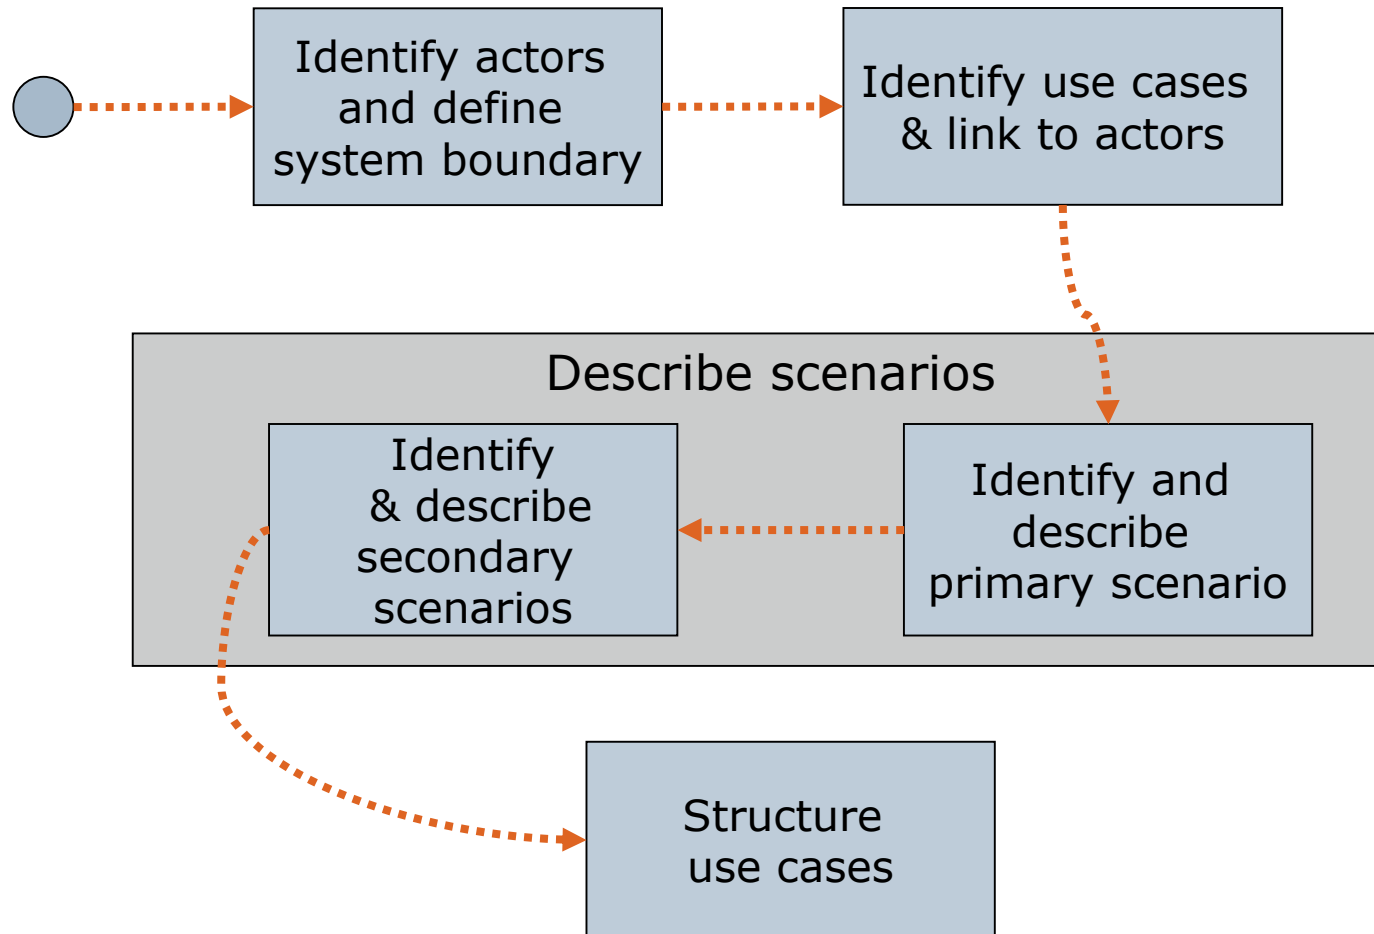 Identify actors
and define
system boundary
Identify use cases
& link to actors
Describe scenarios
Identify
& describe
secondary
scenarios
Identify and
describe
primary scenario
Structure
use cases